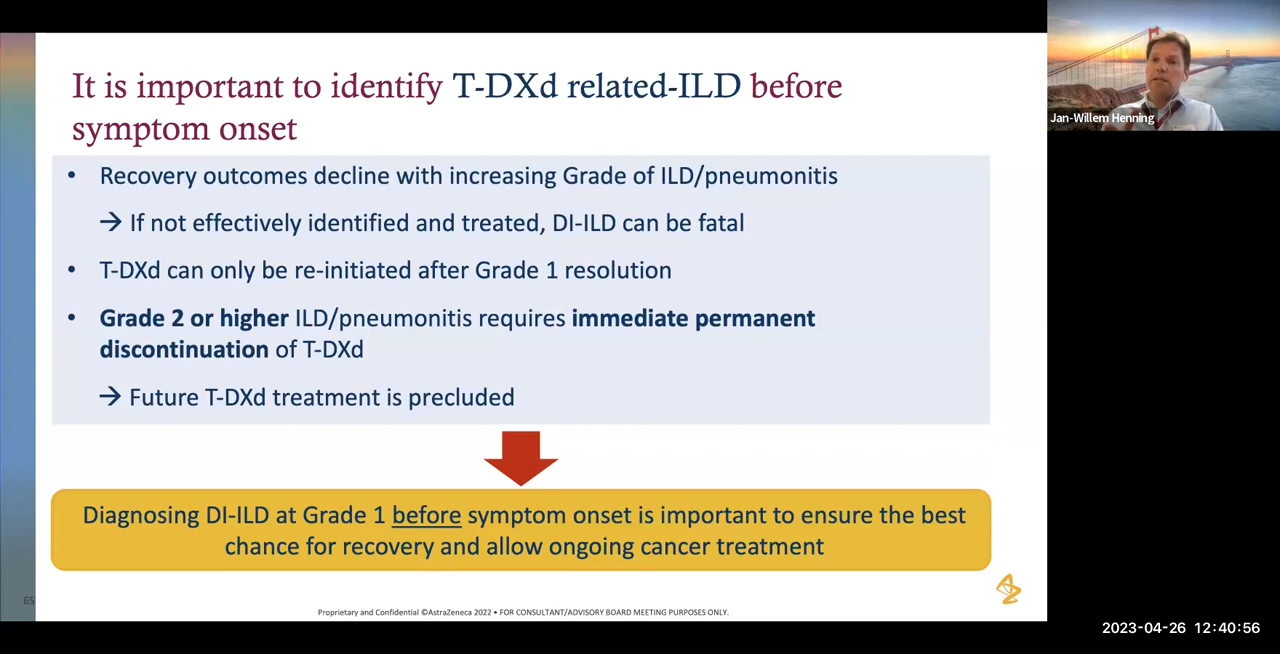 It is important to identify T-DXd related-ILD before
symptom onset
• Recovery outcomes decline with increasing Grade of ILD/pneumonitis
→ If not effectively identified and treated, DI-ILD can be fatal
• T-DXd can only be re-initiated after Grade 1 resolution
• Grade 2 or higher ILD/pneumonitis requires immediate permanent
discontinuation of T-DXd
→ Future T-DXd treatment is precluded
Diagnosing DI-ILD at Grade 1 before symptom onset is important to ensure the best
chance for recovery and allow ongoing cancer treatment
65
Proprietary and Confidential ©AstraZeneca 2022 • FOR CONSULTANT/ADVISORY BOARD MEETING PURPOSES ONLY.
Jan-Willem Henning
2023-04-26 12:40:56